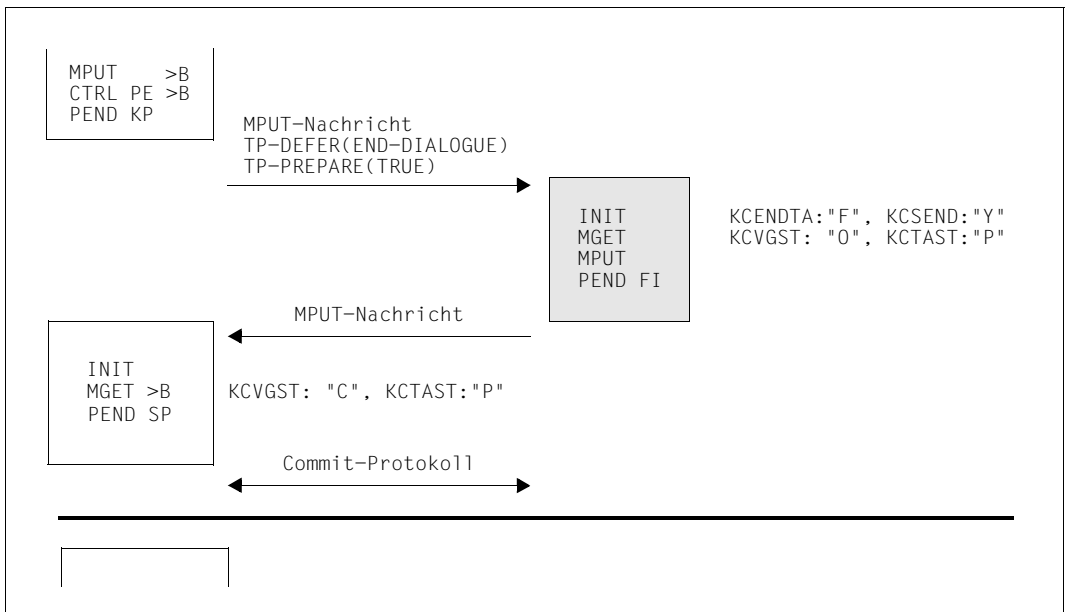 MPUT >B
CTRL PE >B
PEND KP
MPUT-Nachricht
TP-DEFER(END-DIALOGUE)
TP-PREPARE(TRUE)
INIT
MGET
MPUT
PEND FI
KCENDTA:"F", KCSEND:"Y"
KCVGST: "O", KCTAST:"P"
MPUT-Nachricht
INIT
MGET >B
PEND SP
KCVGST: "C", KCTAST:"P"
Commit-Protokoll